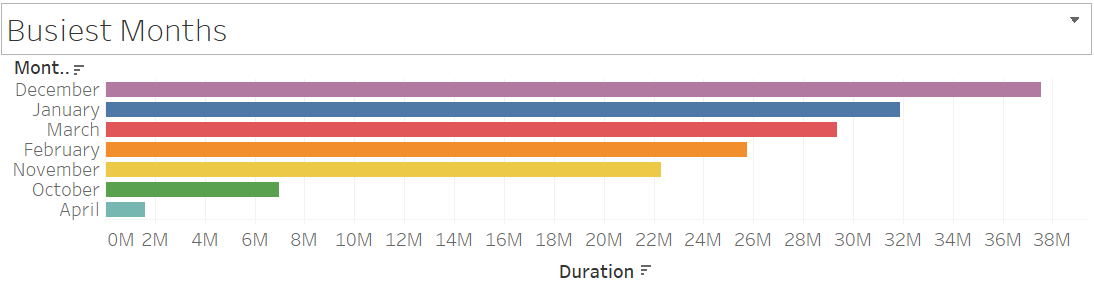 Busiest Months
Mont..
December
January
March
February
November
October
April
0M 2M 4M 6M 8M 10M 12M 14M 16M 18M 20M 22M 24M 26M 28M 30M 32M 34M 36M 38M
Duration